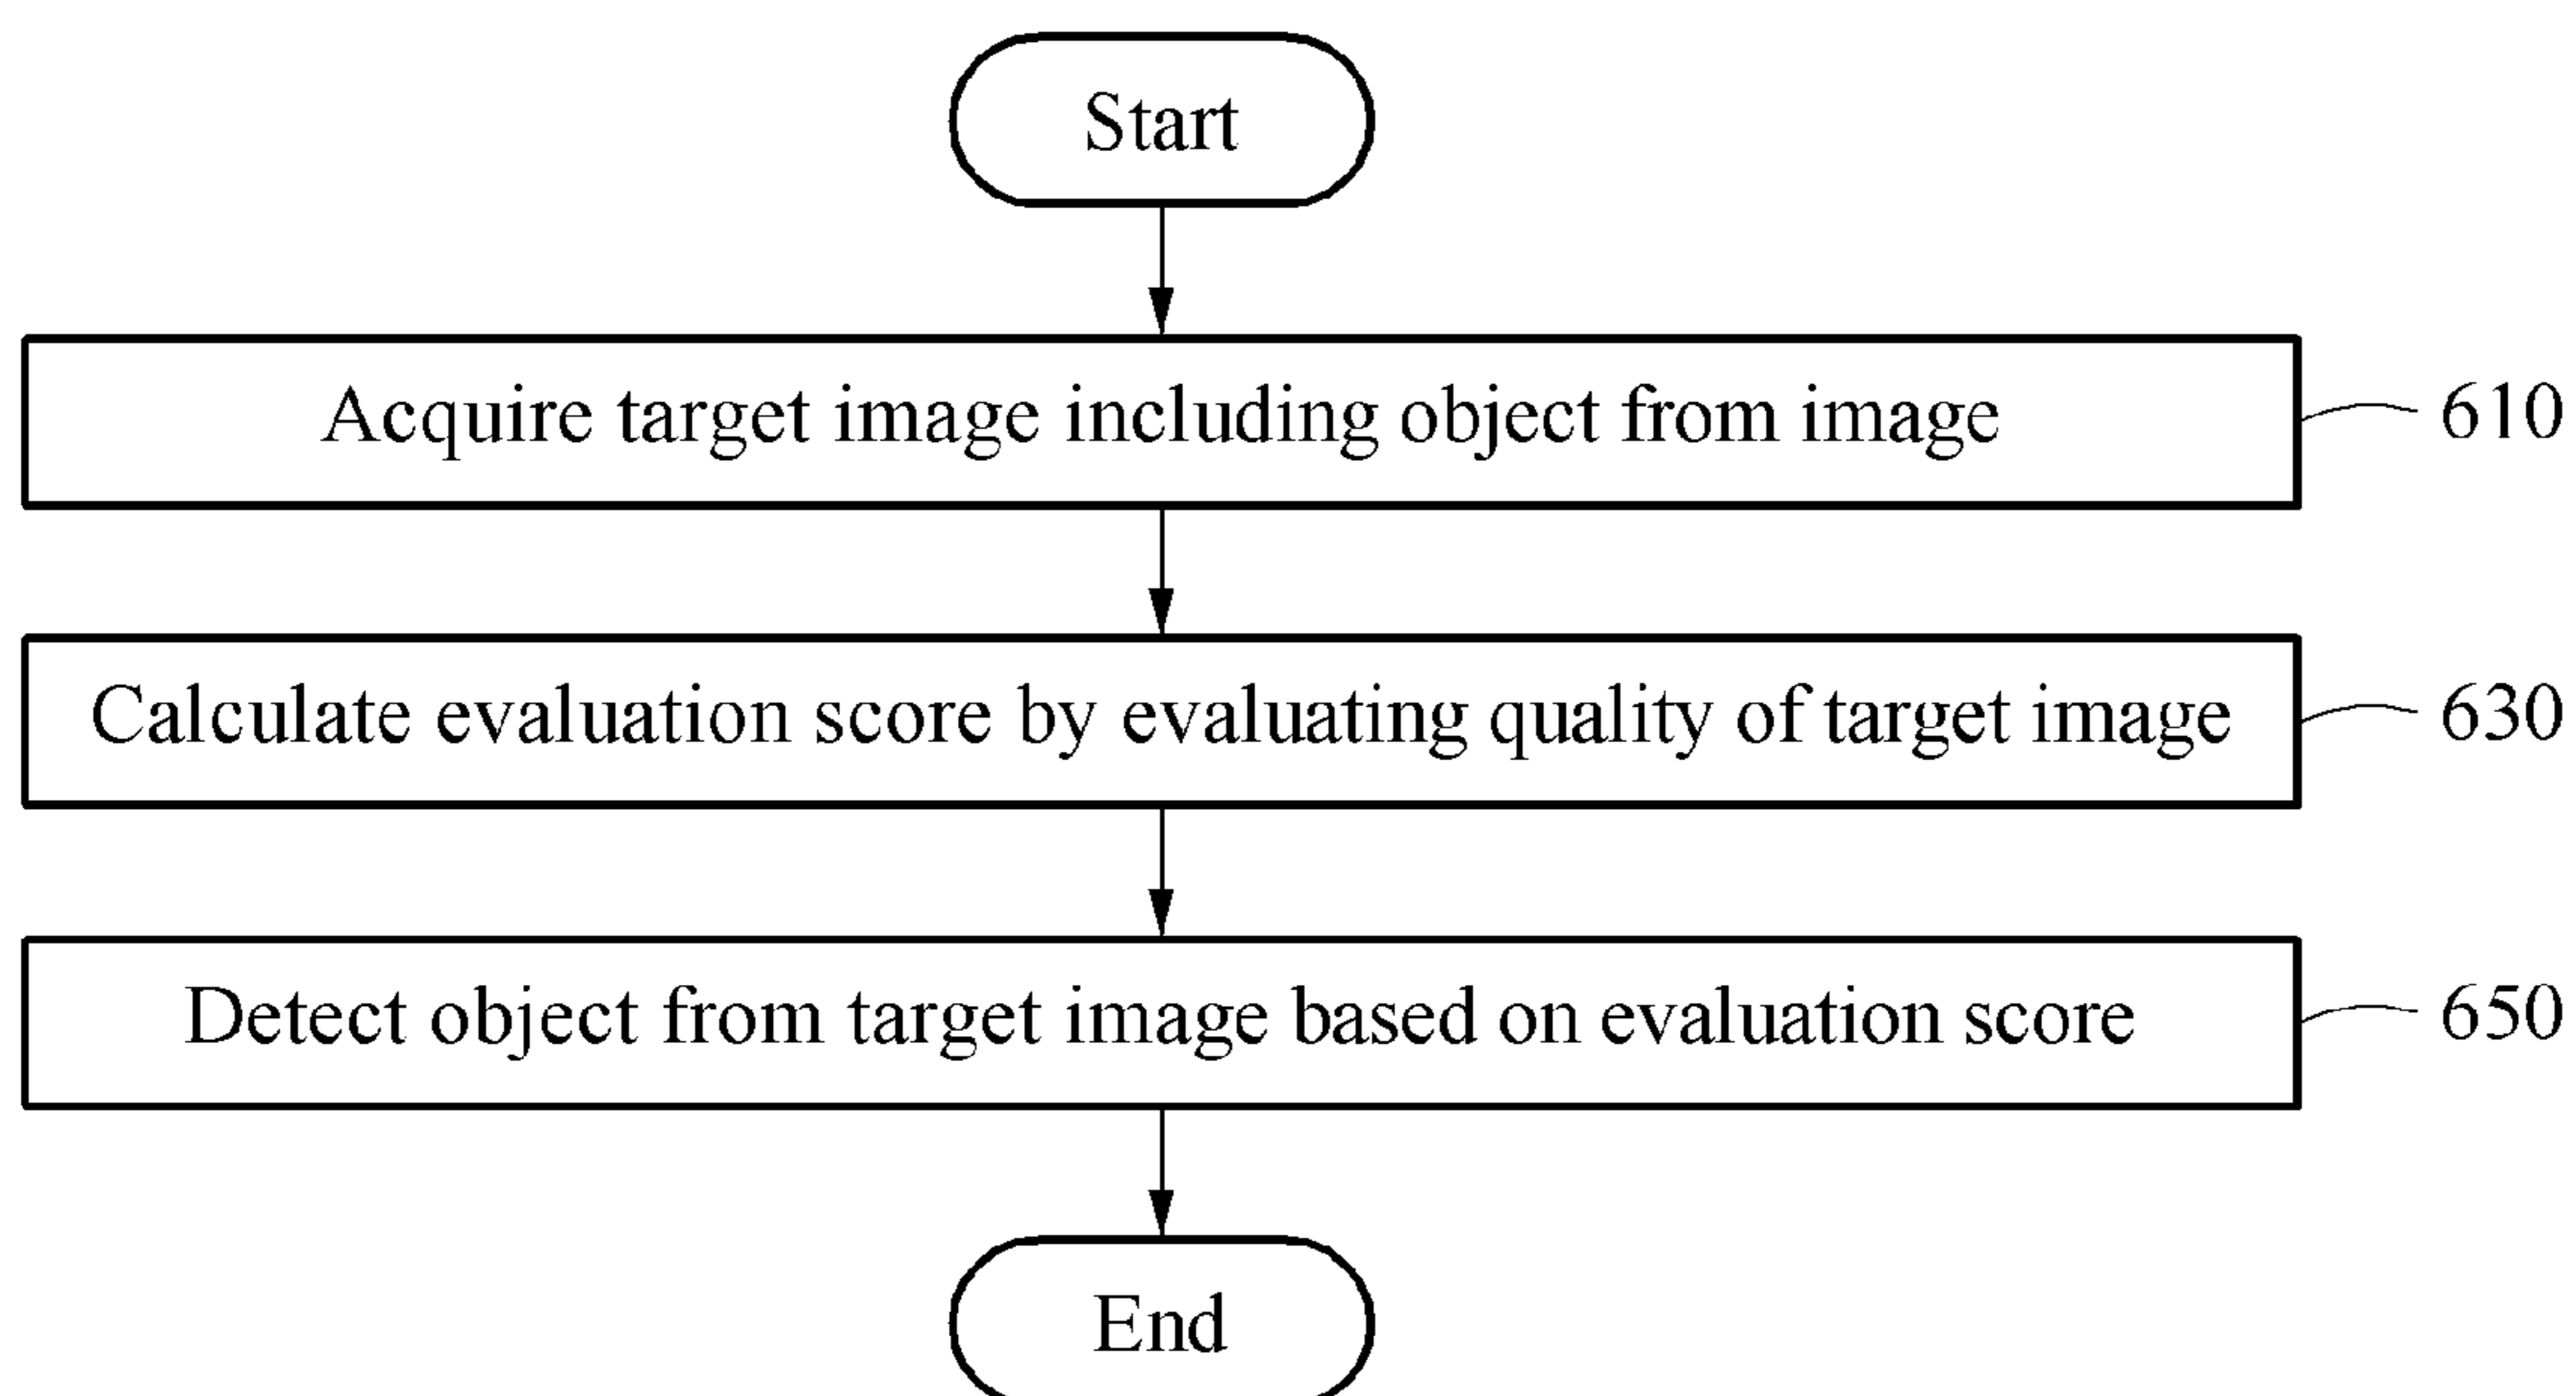 Start
Acquire target image including object from image
610
Calculate evaluation score by evaluating quality of target image
630
Detect object from target image based on evaluation score
650
End